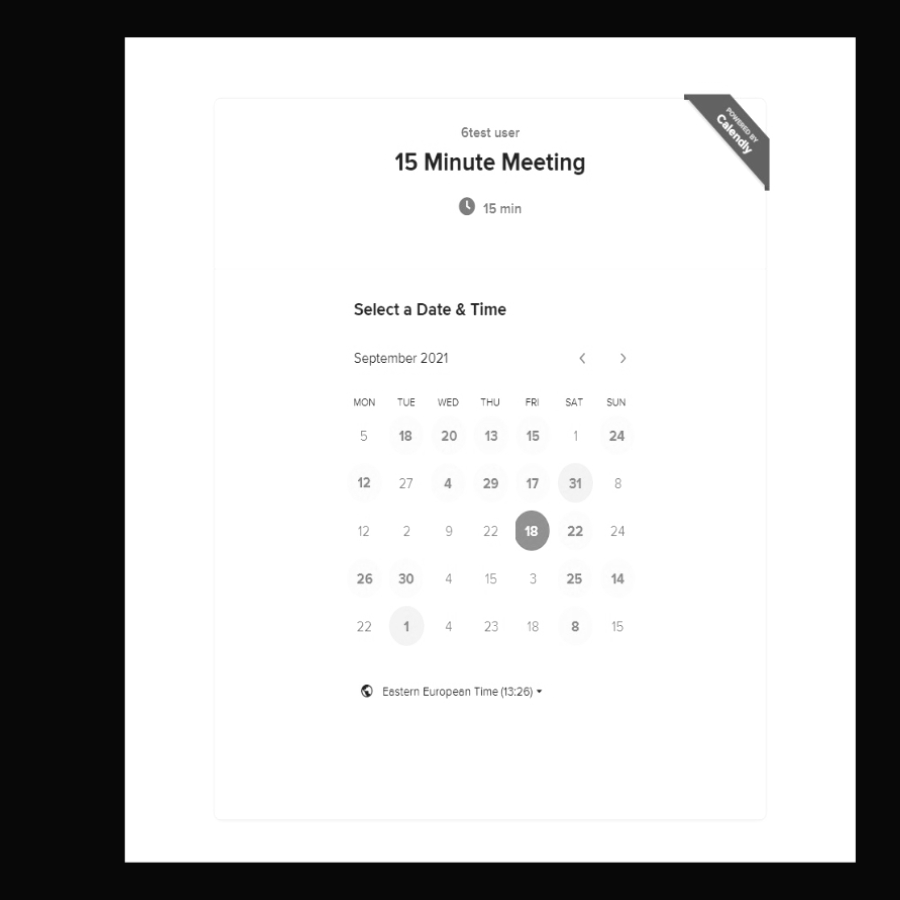 POWERED BY
Calendly
6test user
15 Minute Meeting
15 min
Select a Date & Time
September 2021
MON TUE WED THU FRI SAT SUN
5 18 20 13 15 1 24
12 27 4 29 17 31 8
12 2 9 22 18 22 24
26 30 4 15 3 25 14
22 1 4 23 18 8 15
Eastern European Time (13:26)